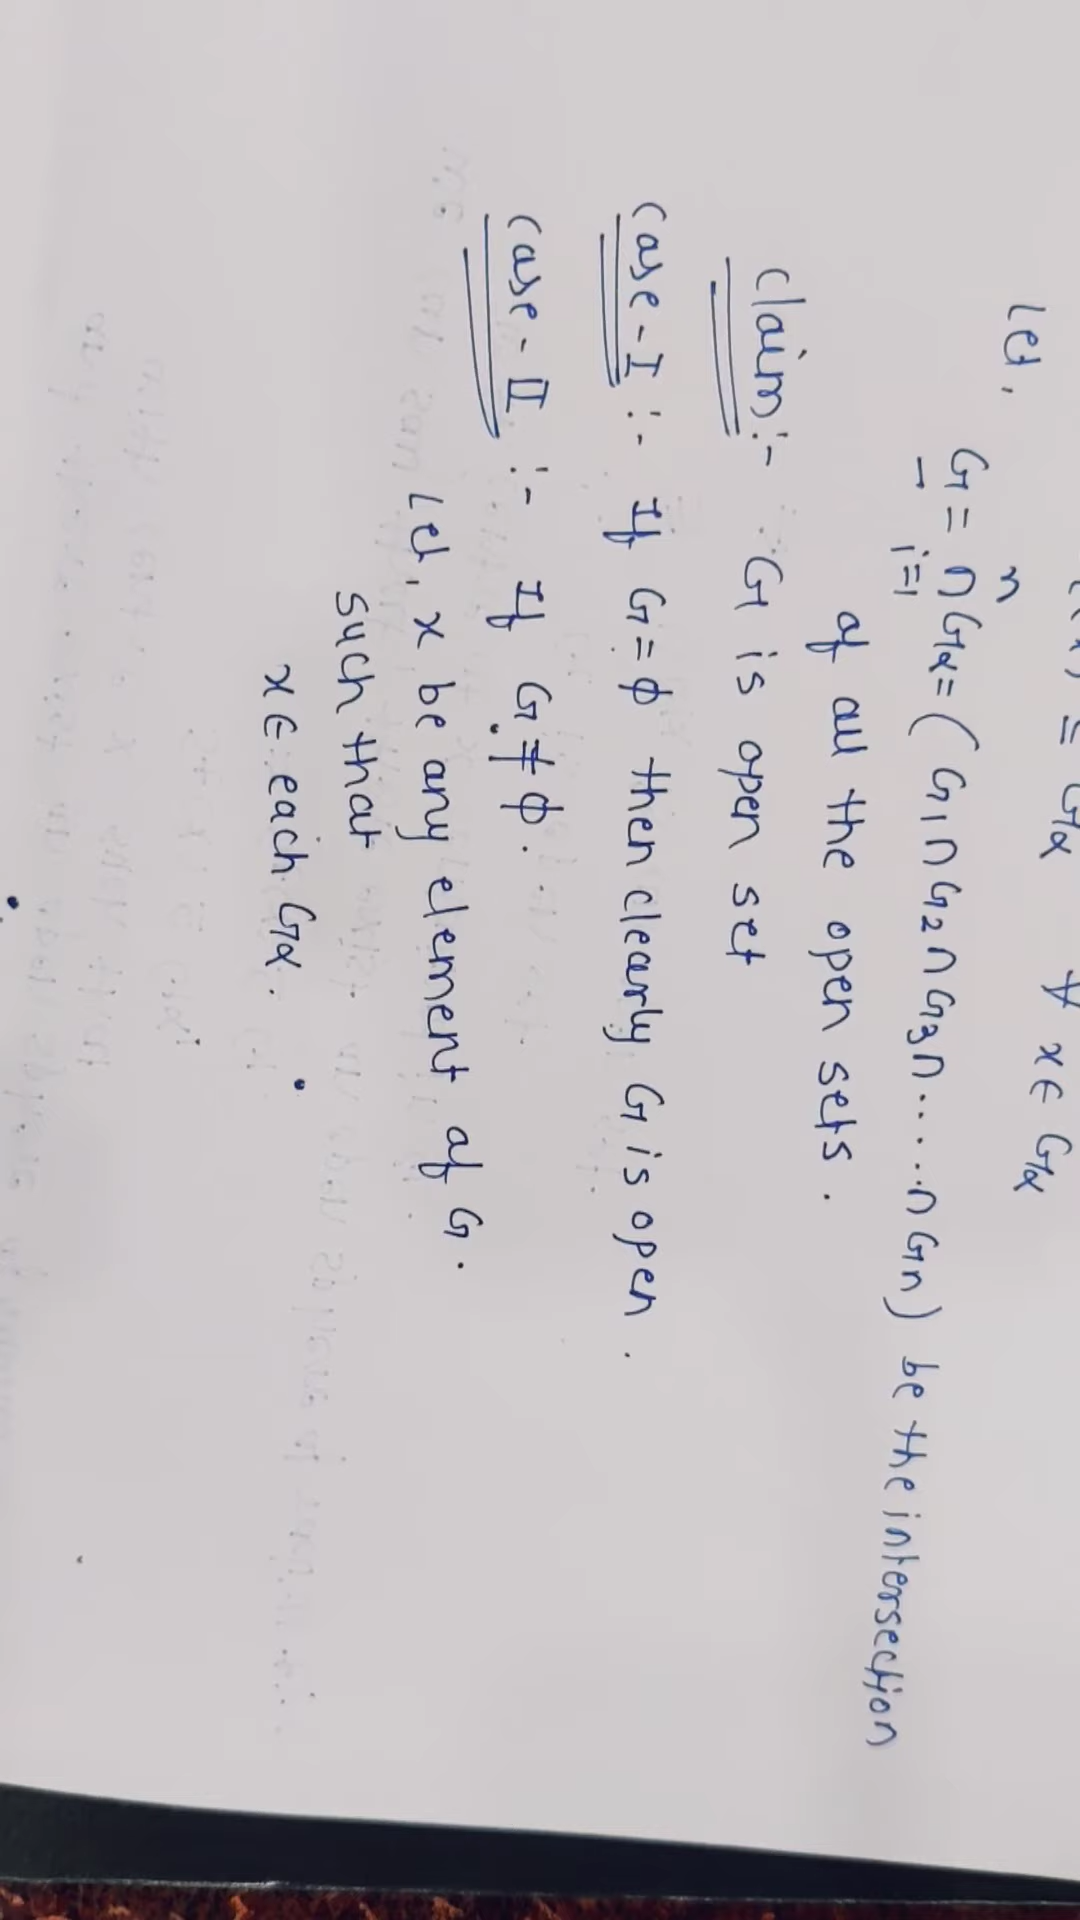 ⊆ Gα ∀ x∈ Gα
Let,
n
G = ∩ Gα = ( G1 ∩ G2 ∩ G3 ∩ ..... ∩ Gn) be the intersection
i=1
of all the open sets.
Claim:- G is open set
Case-I :- If G = ϕ then clearly G is open.
Case-II :- If G ≠ ϕ.
Let, x be any element of G.
such that
x∈ each Gα.